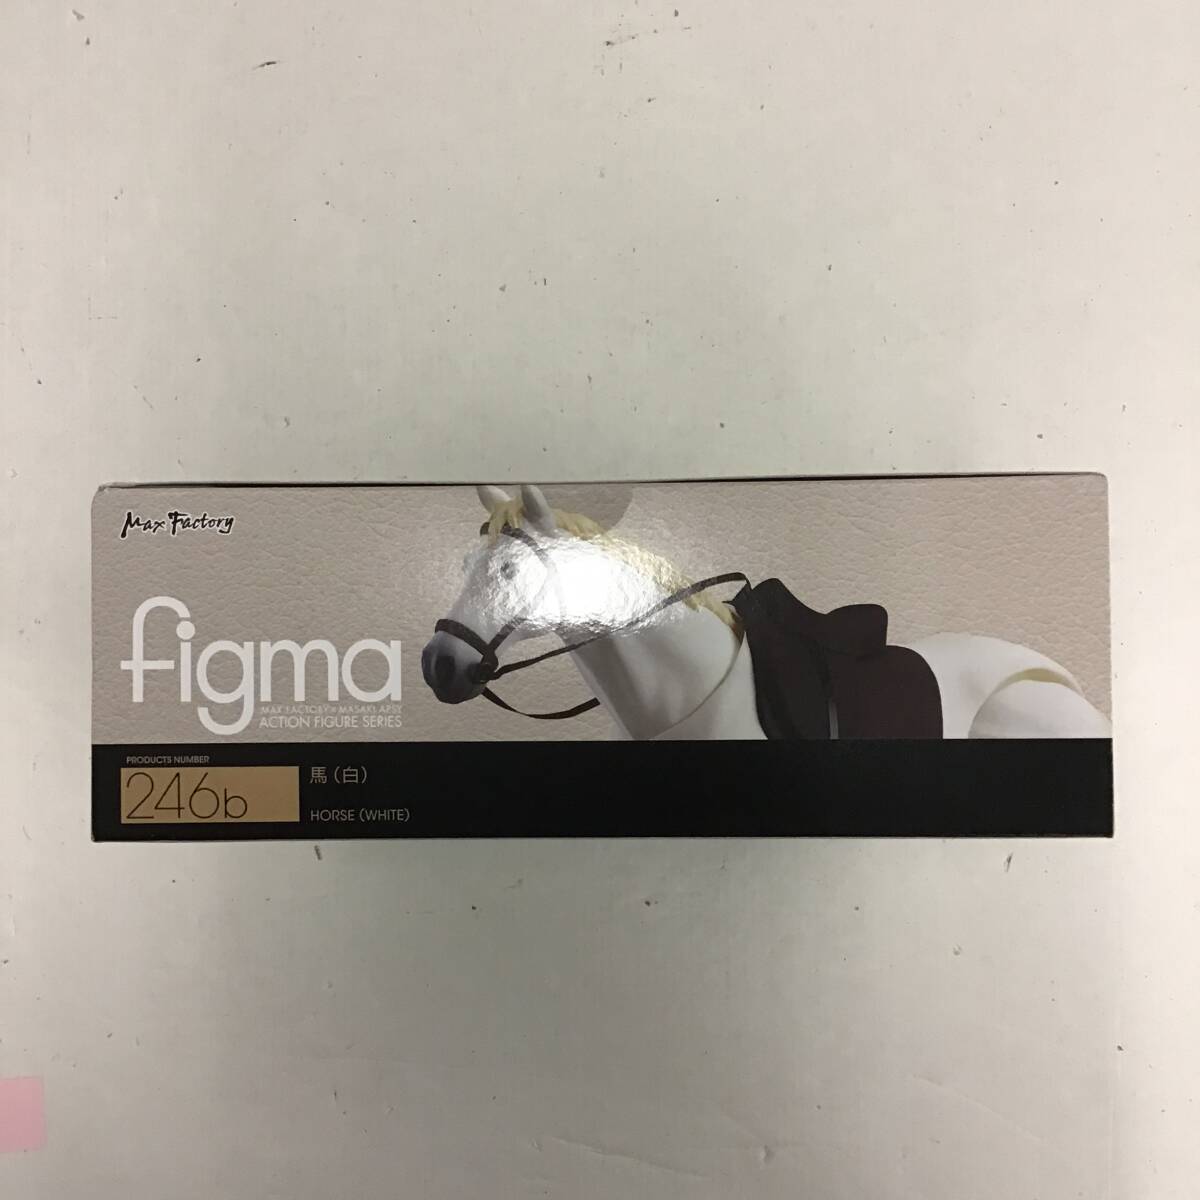 Max Factory
figma
MAX FACTORY × MASAKI APSY
ACTION FIGURE SERIES
PRODUCTS NUMBER
246b
馬（白）
HORSE (WHITE)